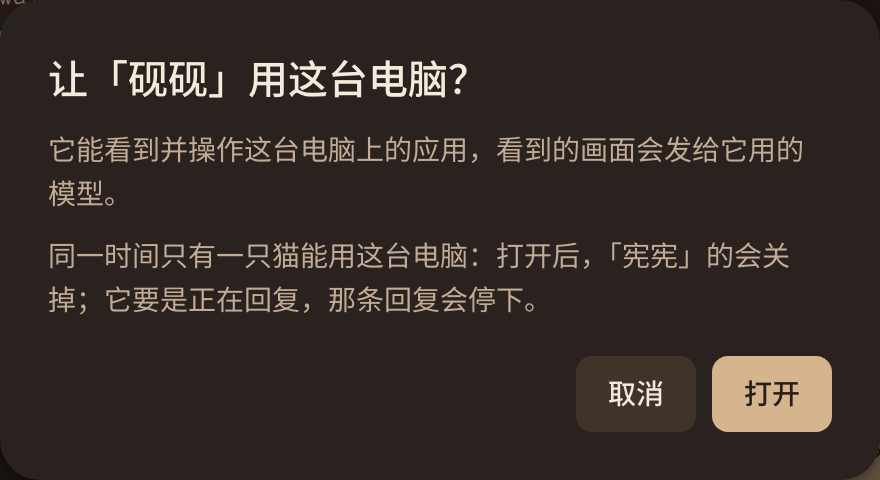 让「砚砚」用这台电脑？
它能看到并操作这台电脑上的应用，看到的画面会发给它用的
模型。
同一时间只有一只猫能用这台电脑：打开后，「宪宪」的会关
掉；它要是正在回复，那条回复会停下。
取消
打开